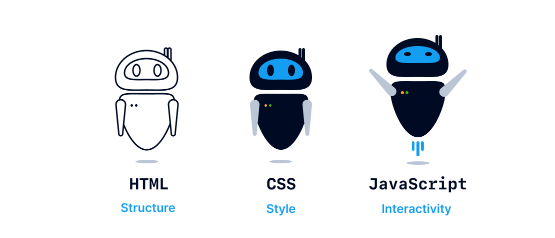 HTML CSS JavaScript
Structure Style Interactivity